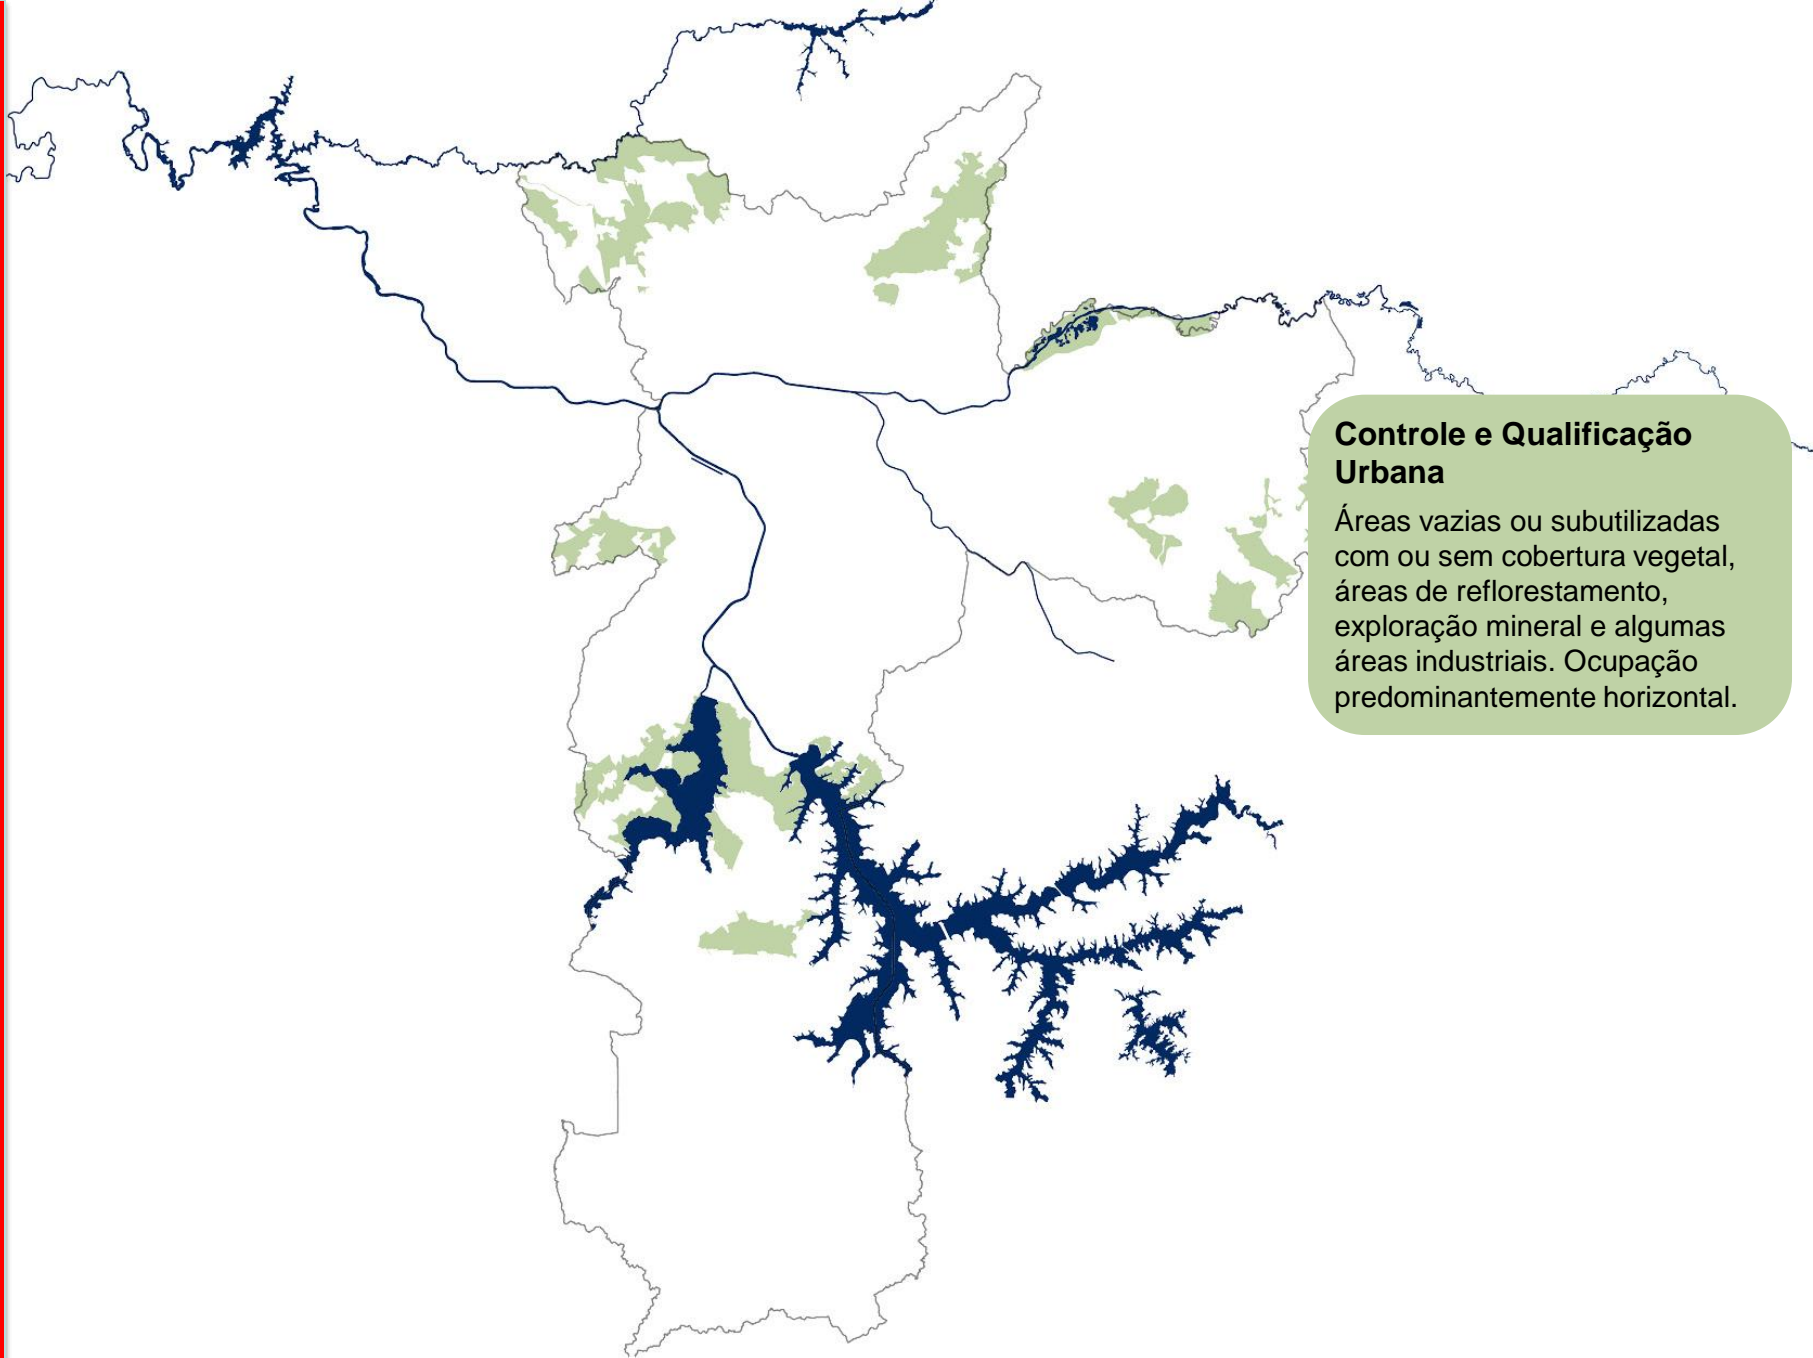 Controle e Qualificação
Urbana
Áreas vazias ou subutilizadas
com ou sem cobertura vegetal,
áreas de reflorestamento,
exploração mineral e algumas
áreas industriais. Ocupação
predominantemente horizontal.